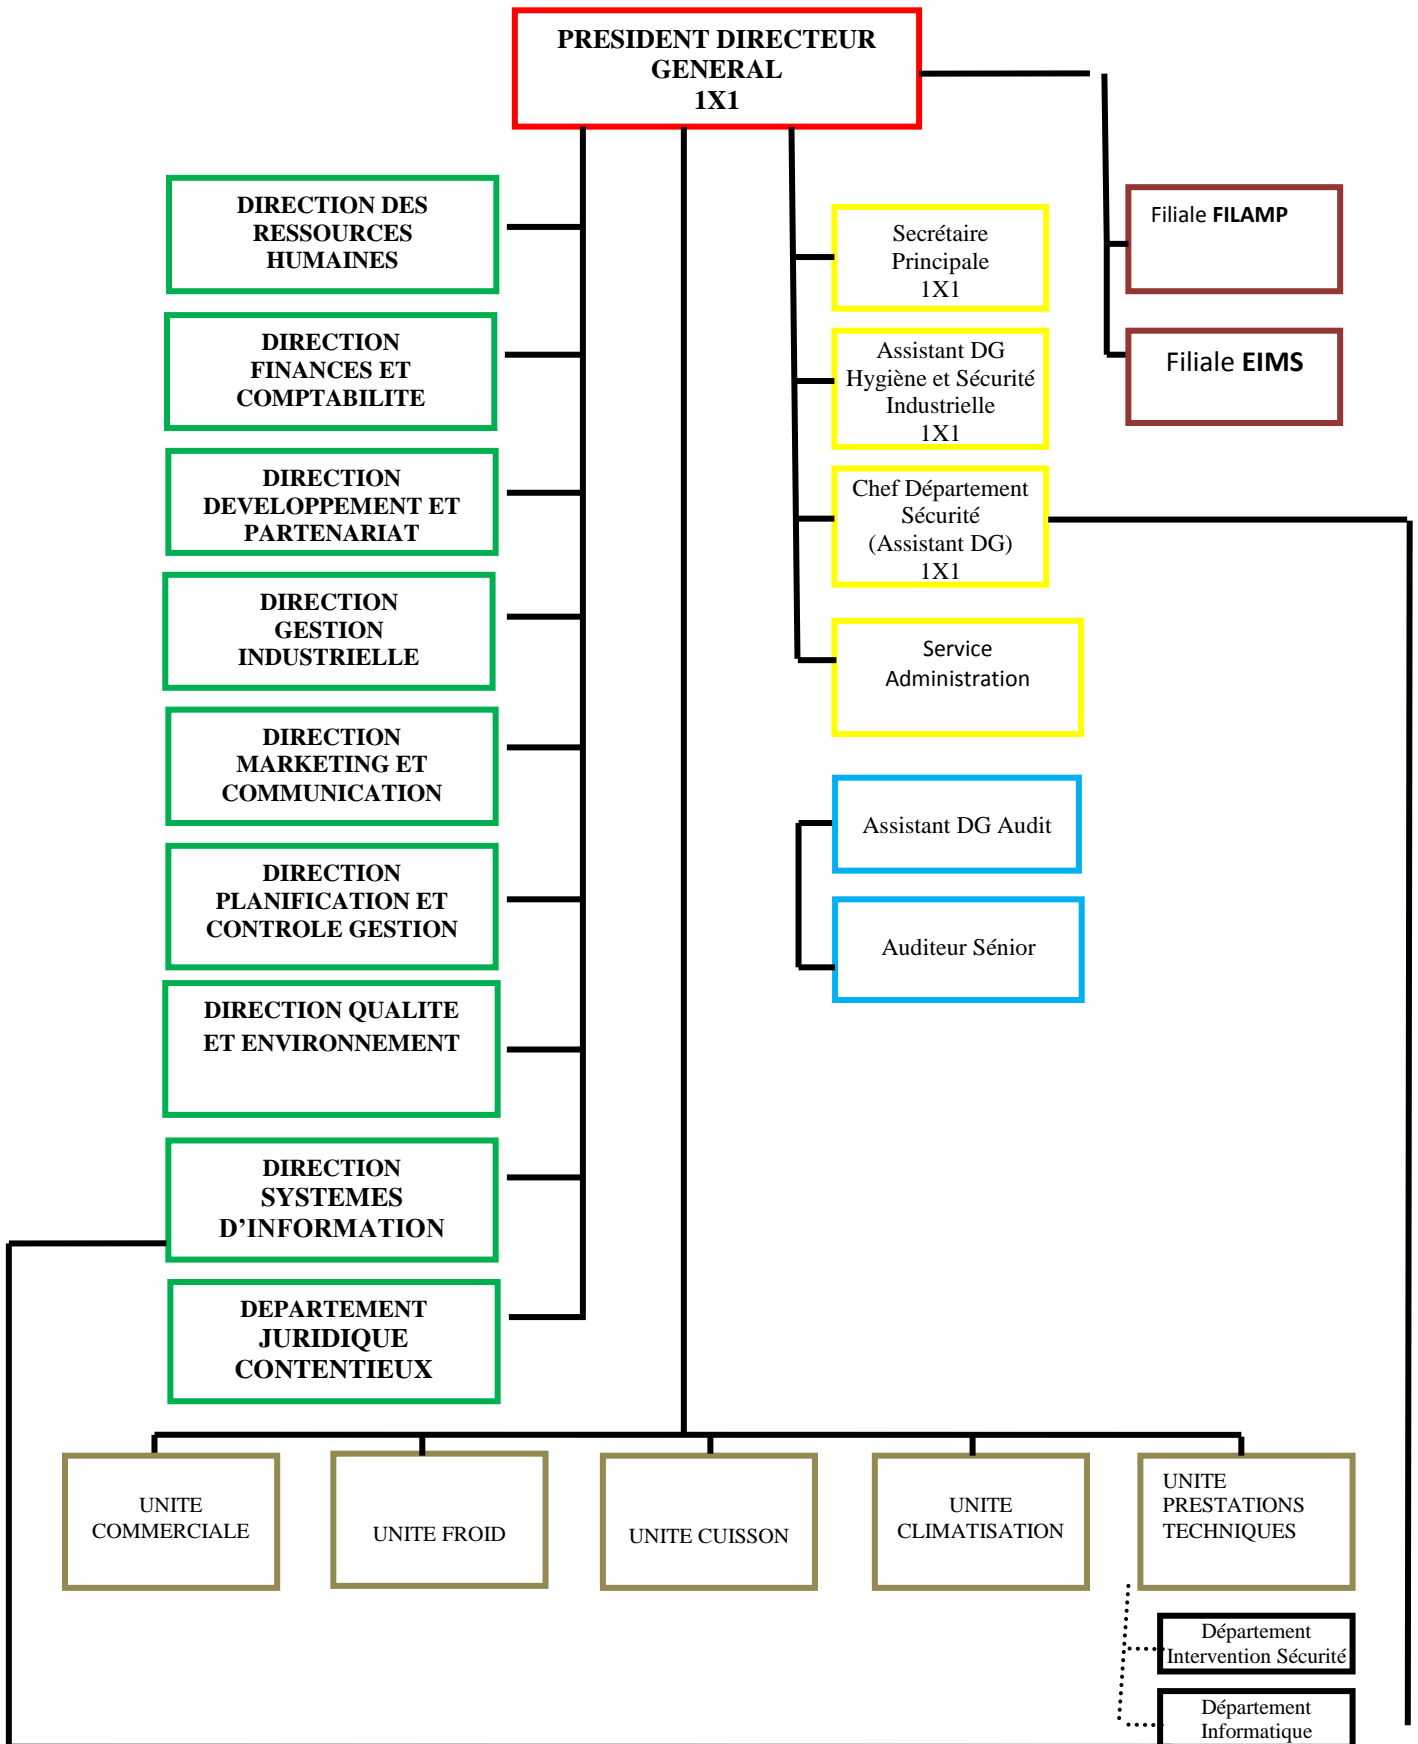 PRESIDENT DIRECTEUR
GENERAL
1X1
DIRECTION DES
RESSOURCES
HUMAINES
DIRECTION
FINANCES ET
COMPTABILITE
DIRECTION
DEVELOPPEMENT ET
PARTENARIAT
DIRECTION
GESTION
INDUSTRIELLE
DIRECTION
MARKETING ET
COMMUNICATION
DIRECTION
PLANIFICATION ET
CONTROLE GESTION
DIRECTION QUALITE
ET ENVIRONNEMENT
DIRECTION
SYSTEMES
D’INFORMATION
DEPARTEMENT
JURIDIQUE
CONTENTIEUX
Secrétaire
Principale
1X1
Assistant DG
Hygiène et Sécurité
Industrielle
1X1
Chef Département
Sécurité
(Assistant DG)
1X1
Service
Administration
Assistant DG Audit
Auditeur Sénior
Filiale FILAMP
Filiale EIMS
UNITE
COMMERCIALE
UNITE FROID
UNITE CUISSON
UNITE
CLIMATISATION
UNITE
PRESTATIONS
TECHNIQUES
Département
Intervention Sécurité
Département
Informatique